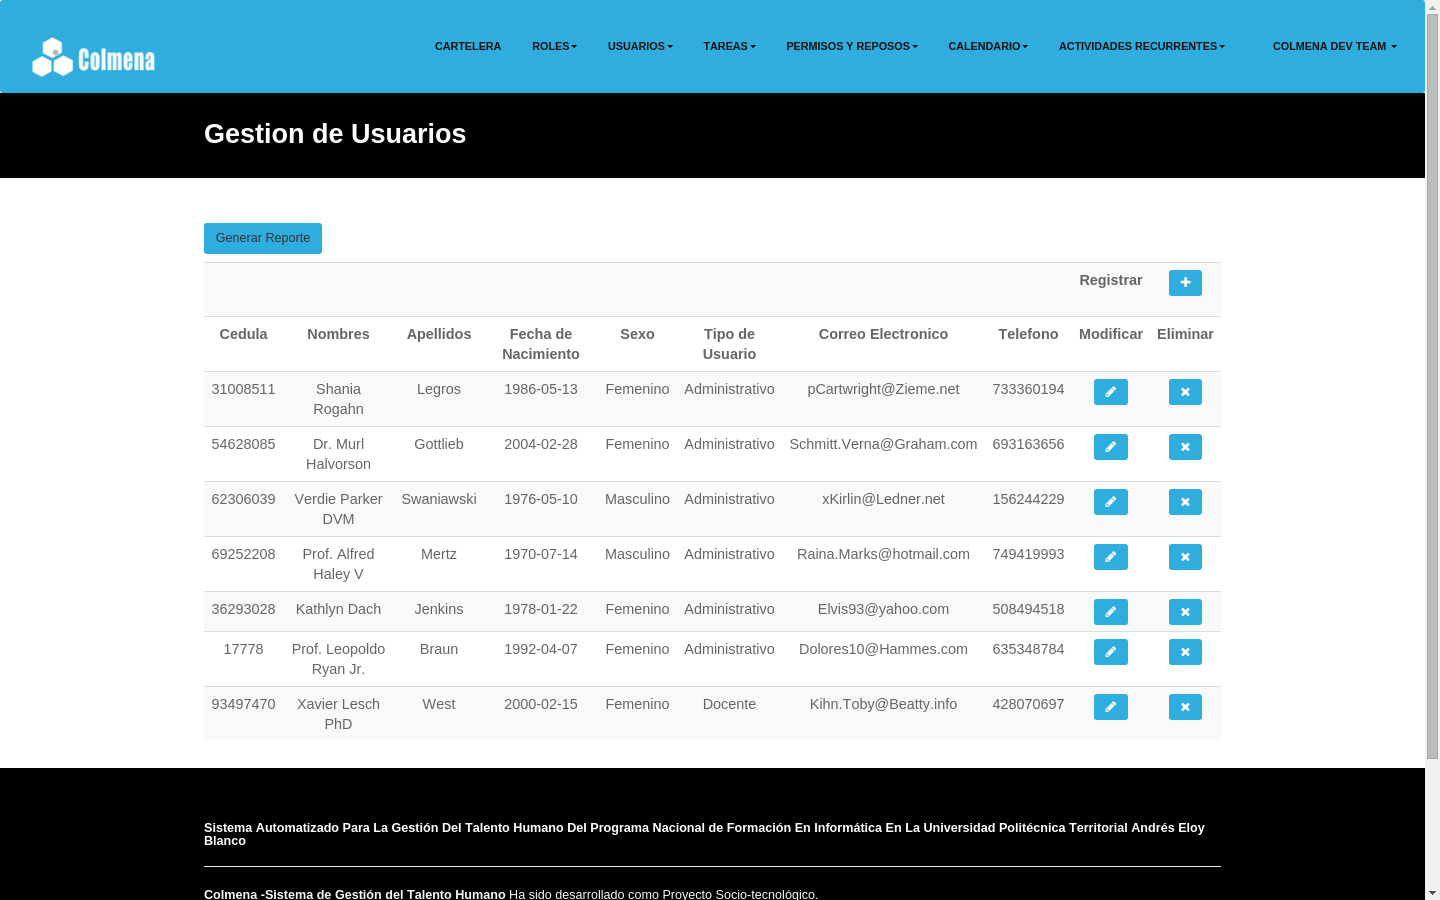 Colmena
CARTELERA ROLES USUARIOS TAREAS PERMISOS Y REPOSOS CALENDARIO ACTIVIDADES RECURRENTES COLMENA DEV TEAM
Gestion de Usuarios
Generar Reporte
Registrar
Cedula Nombres Apellidos Fecha de Nacimiento Sexo Tipo de Usuario Correo Electronico Telefono Modificar Eliminar
31008511 Shania Rogahn Legros 1986-05-13 Femenino Administrativo pCartwright@Zieme.net 733360194
54628085 Dr. Murl Halvorson Gottlieb 2004-02-28 Femenino Administrativo Schmitt.Verna@Graham.com 693163656
62306039 Verdie Parker DVM Swaniawski 1976-05-10 Masculino Administrativo xKirlin@Ledner.net 156244229
69252208 Prof. Alfred Haley V Mertz 1970-07-14 Masculino Administrativo Raina.Marks@hotmail.com 749419993
36293028 Kathlyn Dach Jenkins 1978-01-22 Femenino Administrativo Elvis93@yahoo.com 508494518
17778 Prof. Leopoldo Ryan Jr. Braun 1992-04-07 Femenino Administrativo Dolores10@Hammes.com 635348784
93497470 Xavier Lesch PhD West 2000-02-15 Femenino Docente Kihn.Toby@Beatty.info 428070697
Sistema Automatizado Para La Gestión Del Talento Humano Del Programa Nacional de Formación En Informática En La Universidad Politécnica Territorial Andrés Eloy
Blanco
Colmena -Sistema de Gestión del Talento Humano Ha sido desarrollado como Proyecto Socio-tecnológico.